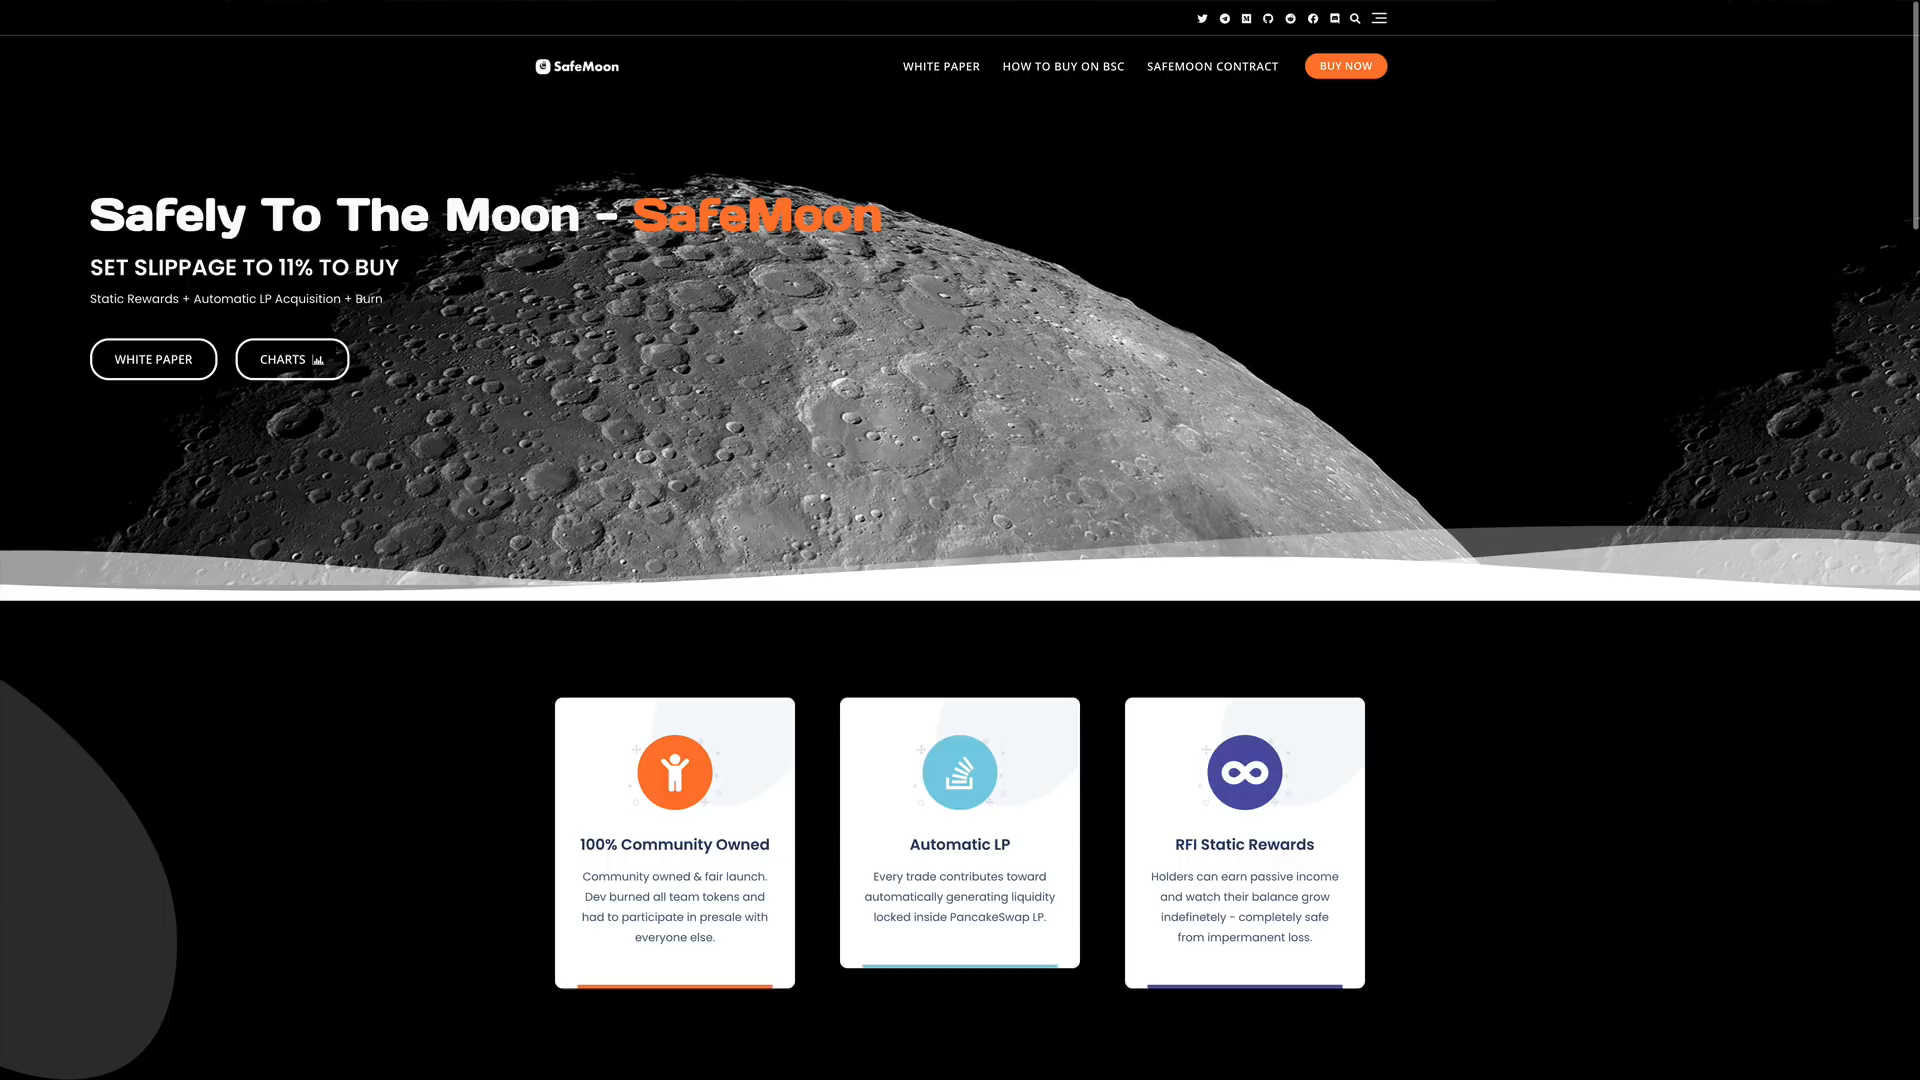 SafeMoon
WHITE PAPER
HOW TO BUY ON BSC
SAFEMOON CONTRACT
BUY NOW
Safely To The Moon - SafeMoon
SET SLIPPAGE TO 11% TO BUY
Static Rewards + Automatic LP Acquisition + Burn
WHITE PAPER
CHARTS
100% Community Owned
Community owned & fair launch.
Dev burned all team tokens and
had to participate in presale with
everyone else.
Automatic LP
Every trade contributes toward
automatically generating liquidity
locked inside PancakeSwap LP.
RFI Static Rewards
Holders can earn passive income
and watch their balance grow
indefinetely - completely safe
from impermanent loss.